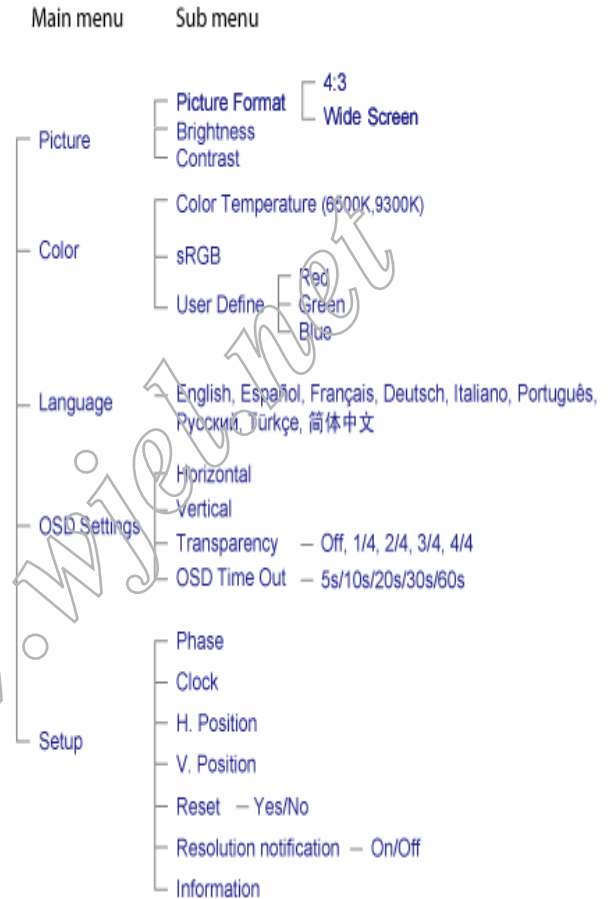 Main menu Sub menu
Picture
Picture Format
4:3
Wide Screen
Brightness
Contrast
Color
Color Temperature (6500K,9300K)
sRGB
User Define
Red
Green
Blue
Language
English, Español, Français, Deutsch, Italiano, Português,
Русский, Türkçe, 简体中文
OSD Settings
Horizontal
Vertical
Transparency — Off, 1/4, 2/4, 3/4, 4/4
OSD Time Out — 5s/10s/20s/30s/60s
Setup
Phase
Clock
H. Position
V. Position
Reset — Yes/No
Resolution notification — On/Off
Information
.wjel.net